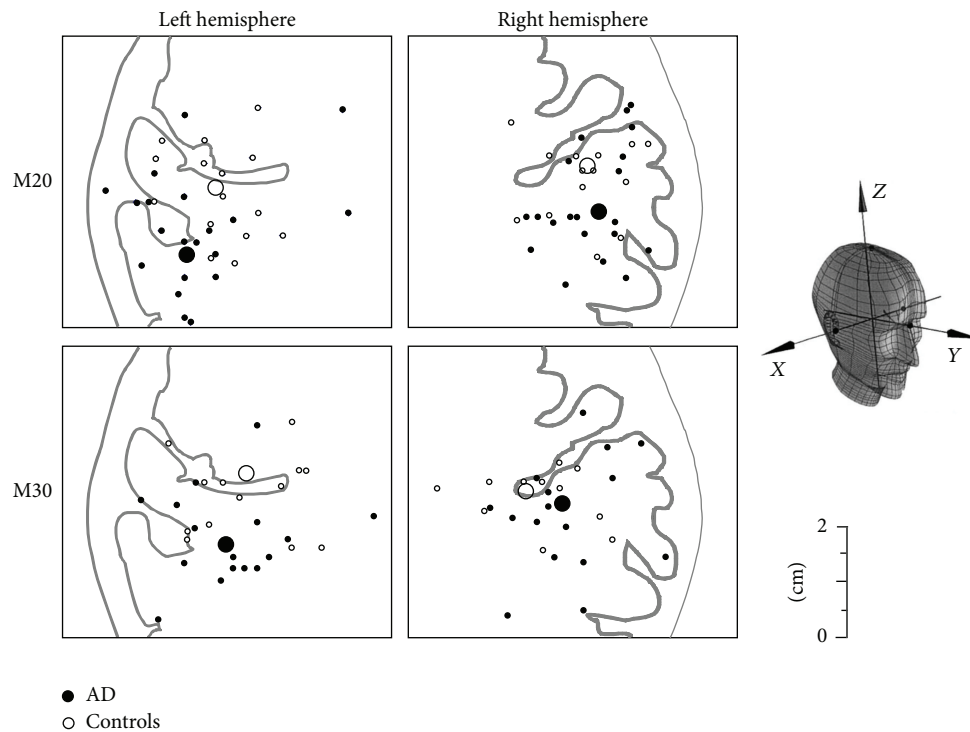 Left hemisphere
Right hemisphere
M20
Z
X
Y
M30
2
(cm)
0
AD
Controls